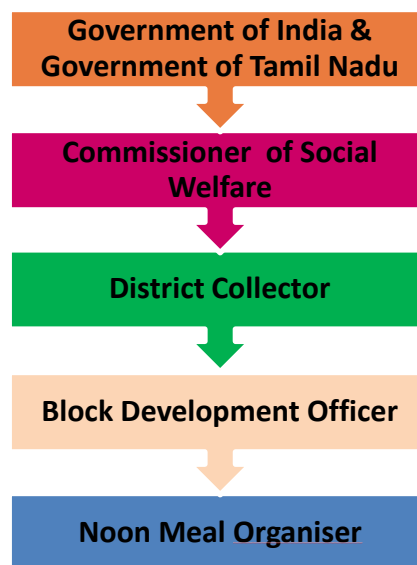 Government of India &
Government of Tamil Nadu
Commissioner of Social
Welfare
District Collector
Block Development Officer
Noon Meal Organiser